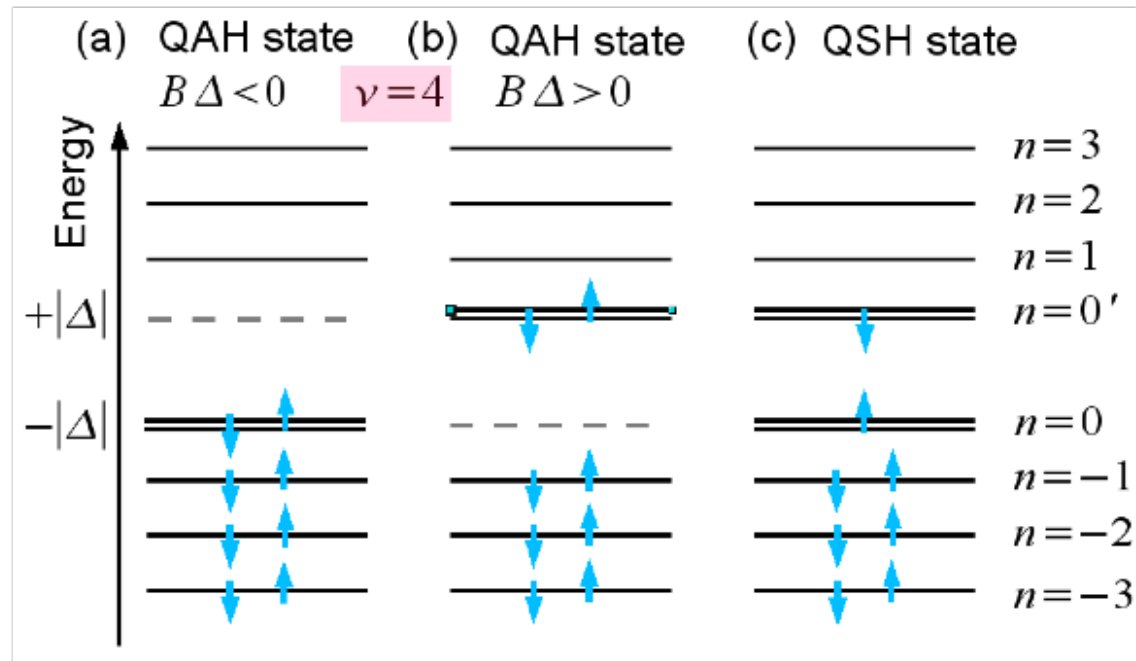 (a) QAH state (b) QAH state (c) QSH state
BΔ<0 ν=4 BΔ>0
Energy
n=3
n=2
n=1
+|Δ| n=0′
−|Δ| n=0
n=−1
n=−2
n=−3